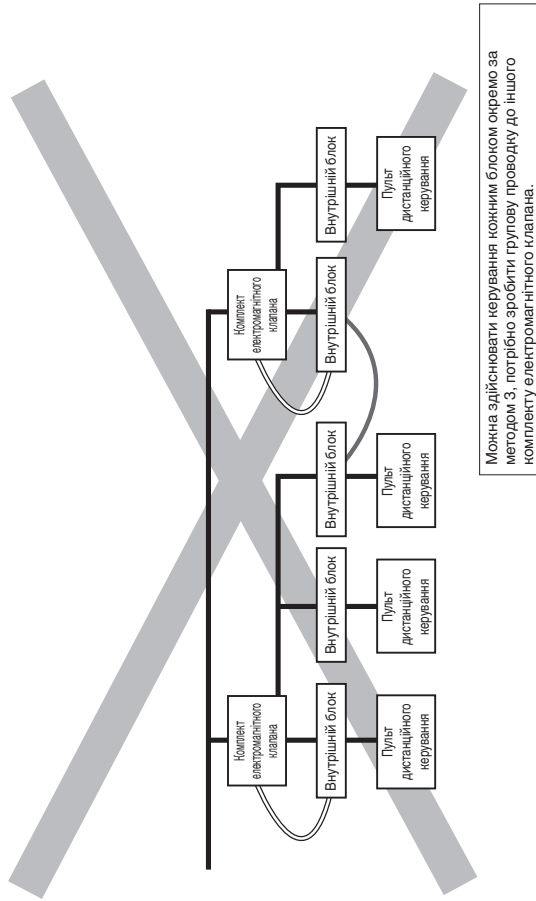 Комплект
електромагнітного
клапана
Внутрішній блок
Пульт
дистанційного
керування
Внутрішній блок
Пульт
дистанційного
керування
Внутрішній блок
Пульт
дистанційного
керування
Комплект
електромагнітного
клапана
Внутрішній блок
Внутрішній блок
Пульт
дистанційного
керування
Можна здійснювати керування кожним блоком окремо за
методом 3, потрібно зробити групову проводку до іншого
комплекту електромагнітного клапана.